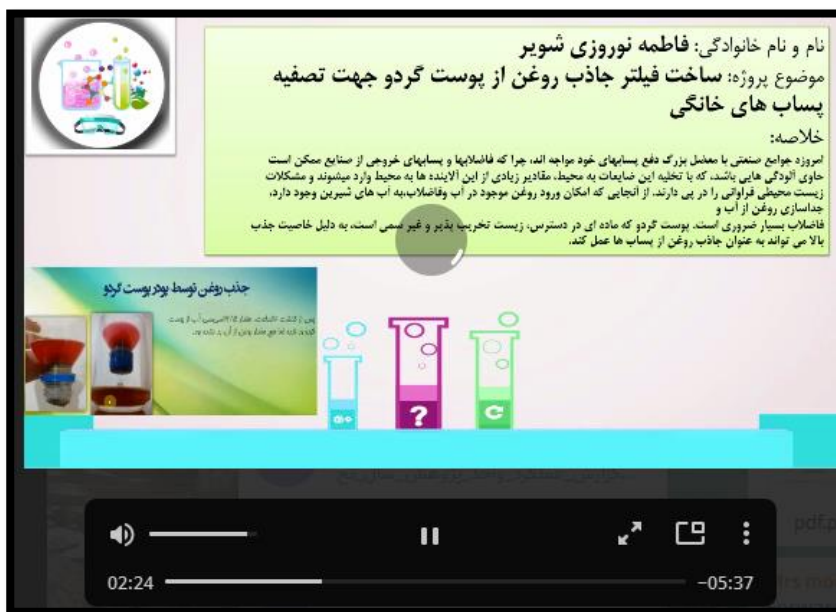 نام و نام خانوادگی: فاطمه نوروزی شویر
موضوع پروژه: ساخت فیلتر جاذب روغن از پوست گردو جهت تصفیه
پساب های خانگی
خلاصه:
امروزه جوامع صنعتی با معضل بزرگ دفع پسابهای خود مواجه اند، چرا که فاضلابها و پسابهای خروجی از صنایع ممکن است
حاوی آلودگی هایی باشد، که با تخلیه این ضایعات به محیط، مقادیر زیادی از این آلاینده ها به محیط وارد میشوند و مشکلات
زیست محیطی فراوانی را در پی دارند. از آنجایی که امکان ورود روغن موجود در آب وفاضلاب،به آب های شیرین وجود دارد،
جداسازی روغن از آب و
فاضلاب بسیار ضروری است. پوست گردو که ماده ای در دسترس، زیست تخریب پذیر و غیر سمی است، به دلیل خاصیت جذب
بالا می تواند به عنوان جاذب روغن از پساب ها عمل کند.
جذب روغن توسط پودر پوست گردو
?
pdf.p
02:24
-05:37